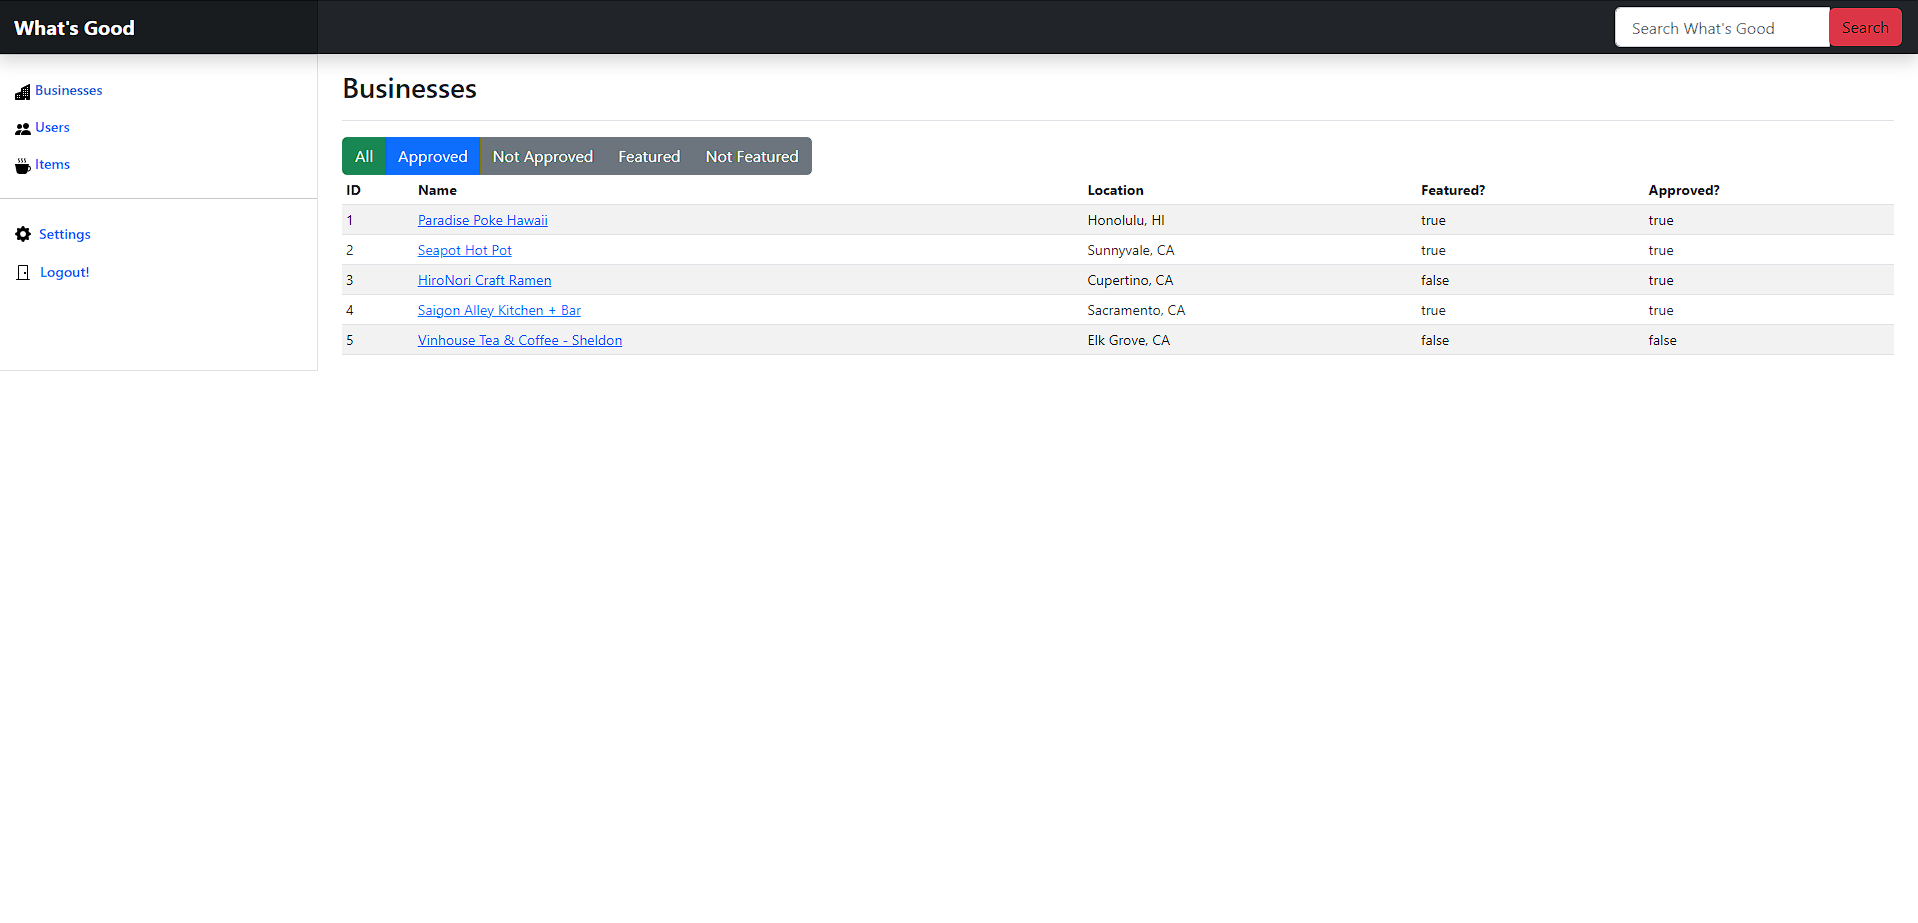 What's Good
Search What's Good Search
Businesses
Users
Items
Settings
Logout!
Businesses
All Approved Not Approved Featured Not Featured
ID Name Location Featured? Approved?
1 Paradise Poke Hawaii Honolulu, HI true true
2 Seapot Hot Pot Sunnyvale, CA true true
3 HiroNori Craft Ramen Cupertino, CA false true
4 Saigon Alley Kitchen + Bar Sacramento, CA true true
5 Vinhouse Tea & Coffee - Sheldon Elk Grove, CA false false